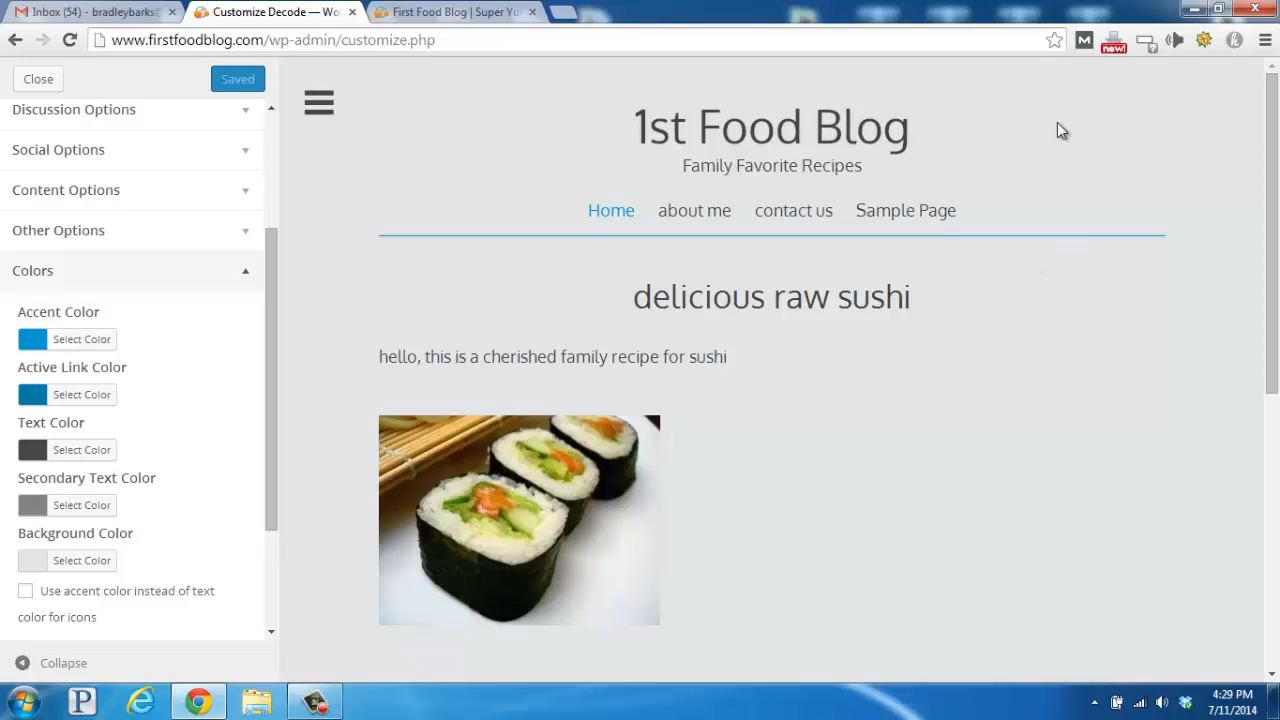 Inbox (54) - bradleybarks
Customize Decode — Wo
First Food Blog | Super Yu
www.firstfoodblog.com/wp-admin/customize.php
M
new!
Close
Saved
Discussion Options
Social Options
Content Options
Other Options
Colors
Accent Color
Select Color
Active Link Color
Select Color
Text Color
Select Color
Secondary Text Color
Select Color
Background Color
Select Color
Use accent color instead of text
color for icons
Collapse
1st Food Blog
Family Favorite Recipes
Home about me contact us Sample Page
delicious raw sushi
hello, this is a cherished family recipe for sushi
P
4:29 PM
7/11/2014